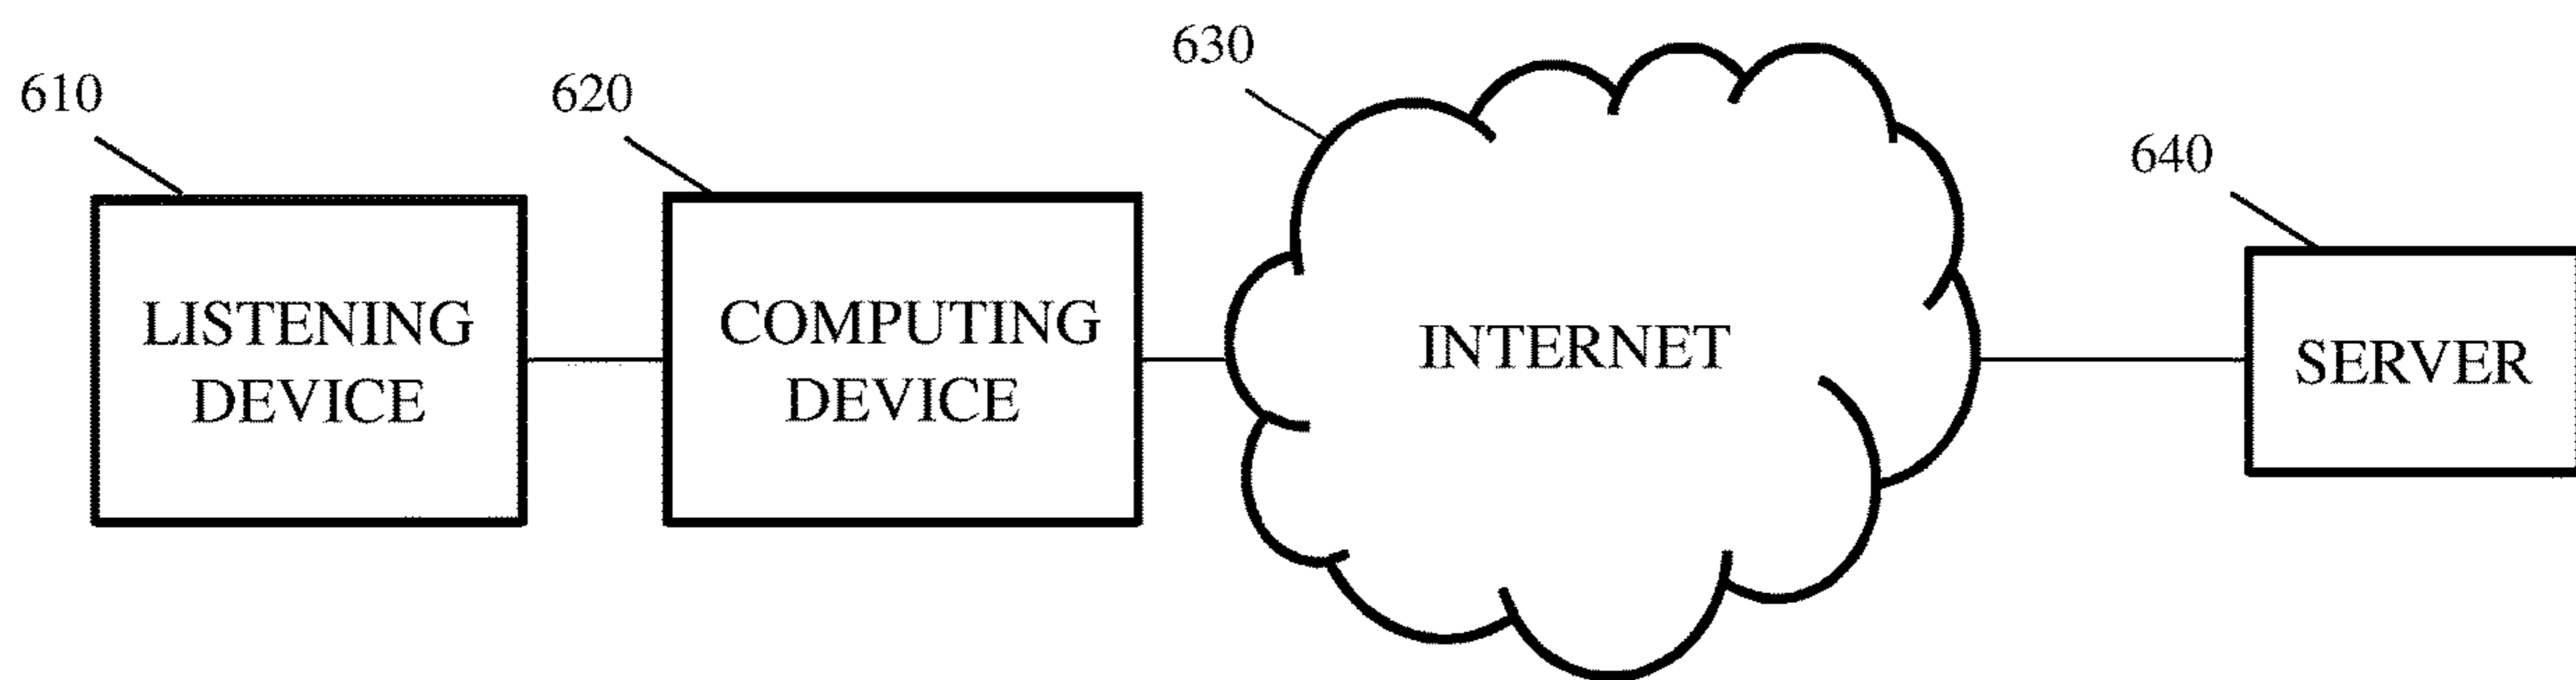 630
610
620
640
LISTENING
DEVICE
COMPUTING
DEVICE
INTERNET
SERVER